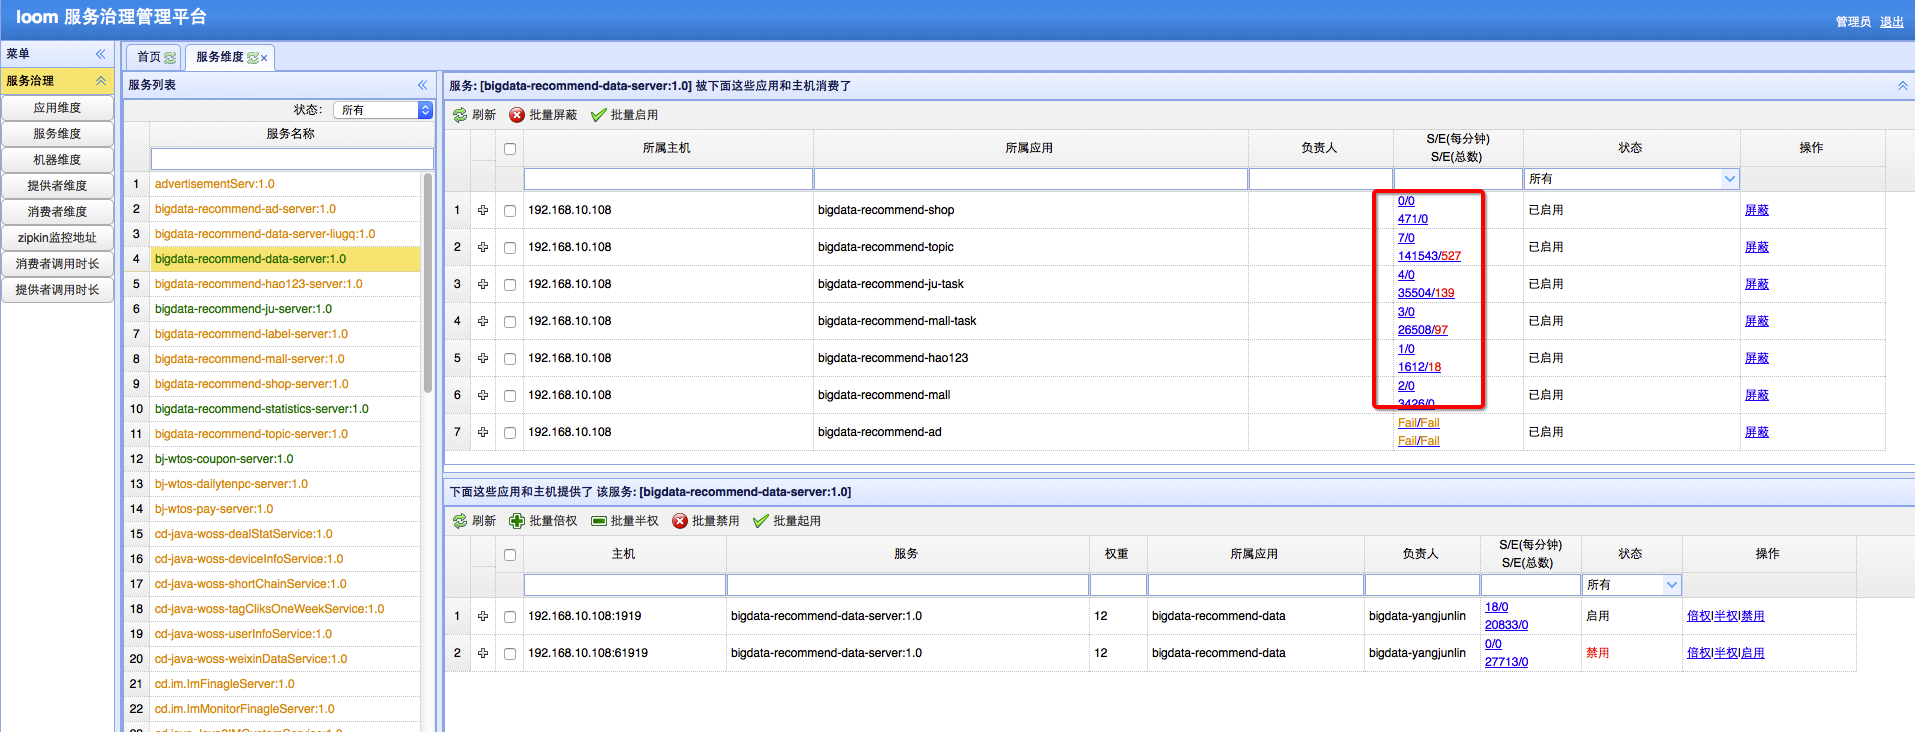 loom 服务治理管理平台
管理员 退出
菜单
服务治理
应用维度
服务维度
机器维度
提供者维度
消费者维度
zipkin监控地址
消费者调用时长
提供者调用时长
首页 服务维度
服务列表
状态: 所有
服务名称
1 advertisementServ:1.0
2 bigdata-recommend-ad-server:1.0
3 bigdata-recommend-data-server-liugq:1.0
4 bigdata-recommend-data-server:1.0
5 bigdata-recommend-hao123-server:1.0
6 bigdata-recommend-ju-server:1.0
7 bigdata-recommend-label-server:1.0
8 bigdata-recommend-mall-server:1.0
9 bigdata-recommend-shop-server:1.0
10 bigdata-recommend-statistics-server:1.0
11 bigdata-recommend-topic-server:1.0
12 bj-wtos-coupon-server:1.0
13 bj-wtos-dailytenpc-server:1.0
14 bj-wtos-pay-server:1.0
15 cd-java-woss-dealStatService:1.0
16 cd-java-woss-deviceInfoService:1.0
17 cd-java-woss-shortChainService:1.0
18 cd-java-woss-tagCliksOneWeekService:1.0
19 cd-java-woss-userInfoService:1.0
20 cd-java-woss-weixinDataService:1.0
21 cd.im.ImFinagleServer:1.0
22 cd.im.ImMonitorFinagleServer:1.0
服务: [bigdata-recommend-data-server:1.0] 被下面这些应用和主机消费了
刷新 批量屏蔽 批量启用
所属主机 所属应用 负责人 S/E(每分钟) 状态 操作
S/E(总数)
所有
1 192.168.10.108 bigdata-recommend-shop 0/0 已启用 屏蔽
471/0
2 192.168.10.108 bigdata-recommend-topic 7/0 已启用 屏蔽
141543/527
3 192.168.10.108 bigdata-recommend-ju-task 4/0 已启用 屏蔽
35504/139
4 192.168.10.108 bigdata-recommend-mall-task 3/0 已启用 屏蔽
26508/97
5 192.168.10.108 bigdata-recommend-hao123 1/0 已启用 屏蔽
1612/18
6 192.168.10.108 bigdata-recommend-mall 2/0 已启用 屏蔽
3426/0
7 192.168.10.108 bigdata-recommend-ad Fail/Fail 已启用 屏蔽
Fail/Fail
下面这些应用和主机提供了 该服务: [bigdata-recommend-data-server:1.0]
刷新 批量倍权 批量半权 批量禁用 批量起用
主机 服务 权重 所属应用 负责人 S/E(每分钟) 状态 操作
S/E(总数)
所有
1 192.168.10.108:1919 bigdata-recommend-data-server:1.0 12 bigdata-recommend-data bigdata-yangjunlin 18/0 启用 倍权|半权|禁用
20833/0
2 192.168.10.108:61919 bigdata-recommend-data-server:1.0 12 bigdata-recommend-data bigdata-yangjunlin 0/0 禁用 倍权|半权|启用
27713/0